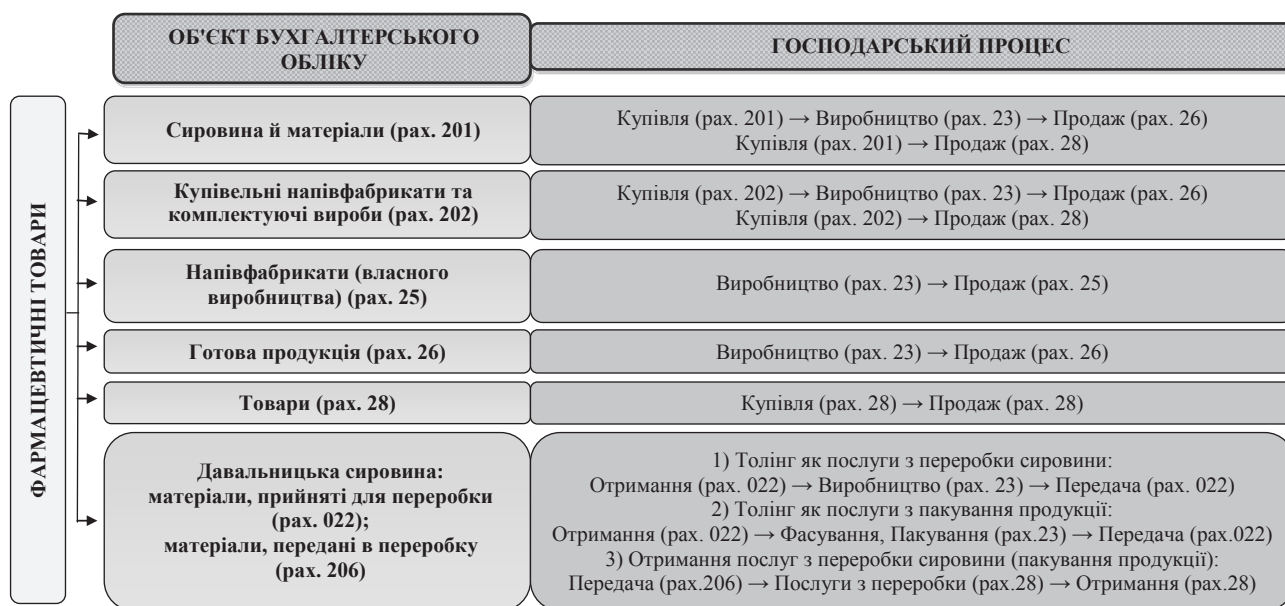 ОБ'ЄКТ БУХГАЛТЕРСЬКОГО
ОБЛІКУ
ГОСПОДАРСЬКИЙ ПРОЦЕС
ФАРМАЦЕВТИЧНІ ТОВАРИ
Сировина й матеріали (рах. 201)
Купівля (рах. 201) → Виробництво (рах. 23) → Продаж (рах. 26)
Купівля (рах. 201) → Продаж (рах. 28)
Купівельні напівфабрикати та
комплектуючі вироби (рах. 202)
Купівля (рах. 202) → Виробництво (рах. 23) → Продаж (рах. 26)
Купівля (рах. 202) → Продаж (рах. 28)
Напівфабрикати (власного
виробництва) (рах. 25)
Виробництво (рах. 23) → Продаж (рах. 25)
Готова продукція (рах. 26)
Виробництво (рах. 23) → Продаж (рах. 26)
Товари (рах. 28)
Купівля (рах. 28) → Продаж (рах. 28)
Давальницька сировина:
матеріали, прийняті для переробки
(рах. 022);
матеріали, передані в переробку
(рах. 206)
1) Толінг як послуги з переробки сировини:
Отримання (рах. 022) → Виробництво (рах. 23) → Передача (рах. 022)
2) Толінг як послуги з пакування продукції:
Отримання (рах. 022) → Фасування, Пакування (рах.23) → Передача (рах.022)
3) Отримання послуг з переробки сировини (пакування продукції):
Передача (рах.206) → Послуги з переробки (рах.28) → Отримання (рах.28)